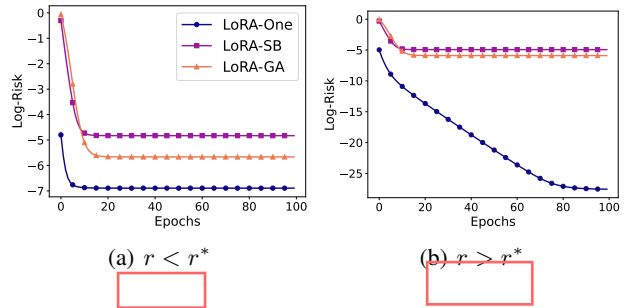 0
−1
−2
−3
−4
−5
−6
−7
Log-Risk
0 20 40 60 80 100
Epochs
LoRA-One
LoRA-SB
LoRA-GA
(a) r < r*
0
−5
−10
−15
−20
−25
Log-Risk
0 20 40 60 80 100
Epochs
(b) r > r*